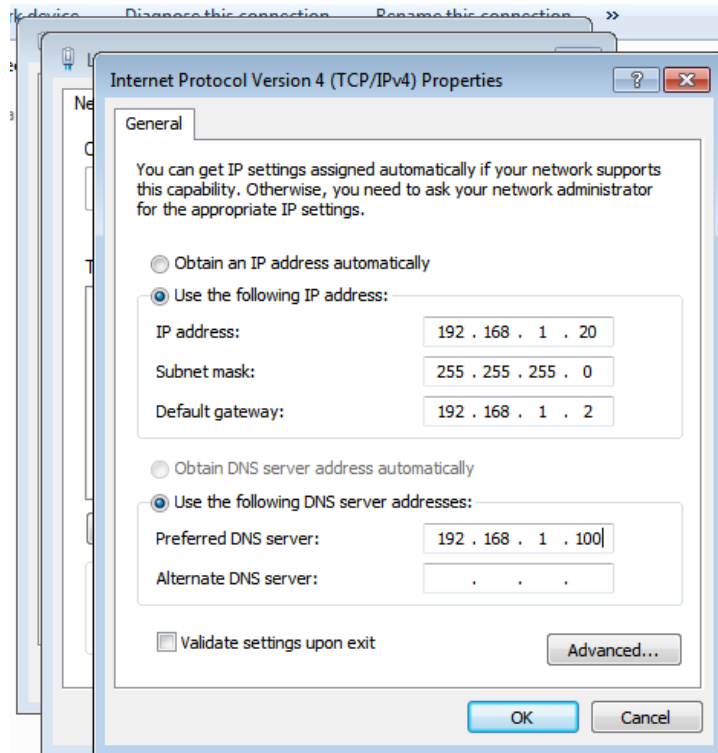 Diagnose this connection Rename this connection »
Internet Protocol Version 4 (TCP/IPv4) Properties
General
You can get IP settings assigned automatically if your network supports
this capability. Otherwise, you need to ask your network administrator
for the appropriate IP settings.
Obtain an IP address automatically
Use the following IP address:
IP address: 192 . 168 . 1 . 20
Subnet mask: 255 . 255 . 255 . 0
Default gateway: 192 . 168 . 1 . 2
Obtain DNS server address automatically
Use the following DNS server addresses:
Preferred DNS server: 192 . 168 . 1 . 100
Alternate DNS server: . . .
Validate settings upon exit
Advanced...
OK Cancel